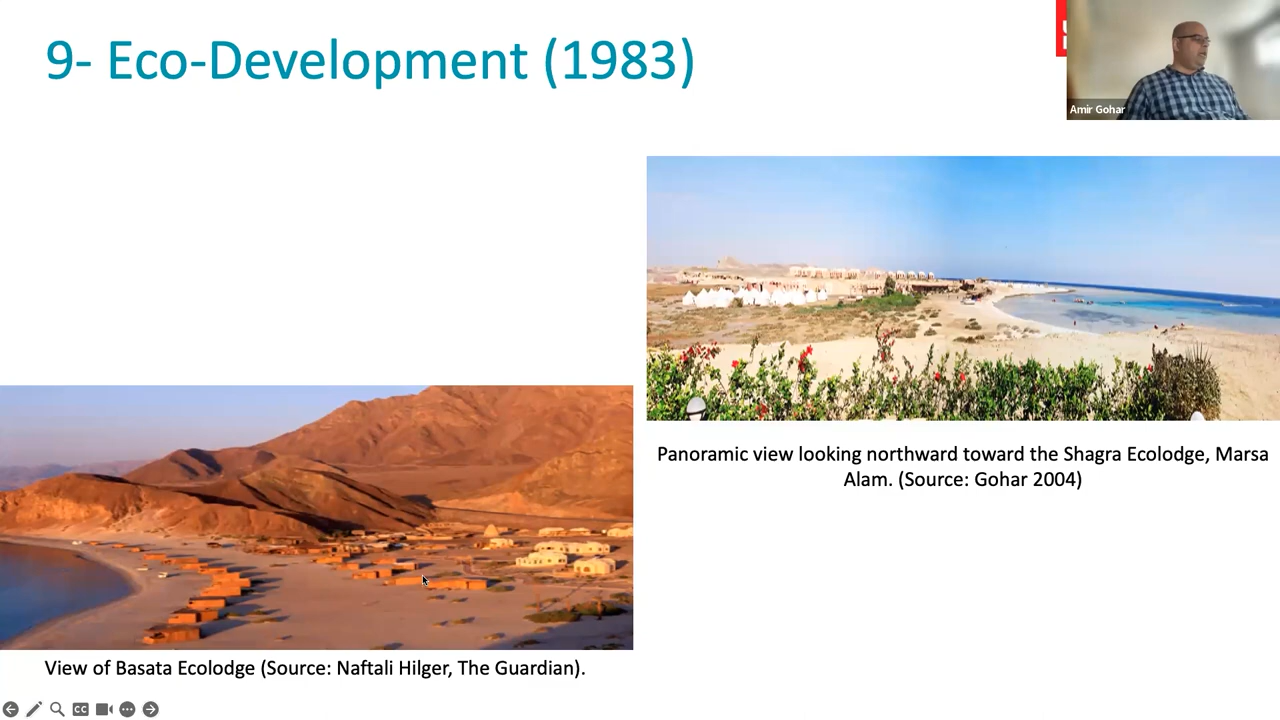 9- Eco-Development (1983)
Amir Gohar
Panoramic view looking northward toward the Shagra Ecolodge, Marsa
Alam. (Source: Gohar 2004)
View of Basata Ecolodge (Source: Naftali Hilger, The Guardian).
CC